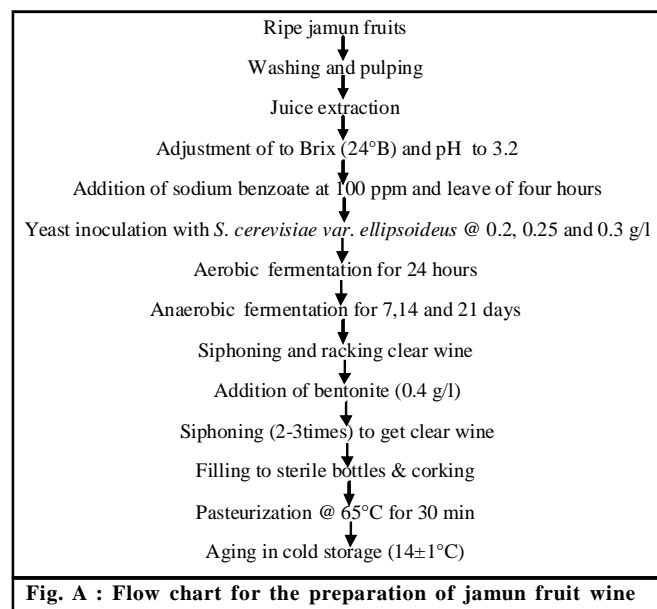 Ripe jamun fruits
Washing and pulping
Juice extraction
Adjustment of to Brix (24°B) and pH to 3.2
Addition of sodium benzoate at 100 ppm and leave of four hours
Yeast inoculation with S. cerevisiae var. ellipsoideus @ 0.2, 0.25 and 0.3 g/l
Aerobic fermentation for 24 hours
Anaerobic fermentation for 7,14 and 21 days
Siphoning and racking clear wine
Addition of bentonite (0.4 g/l)
Siphoning (2-3times) to get clear wine
Filling to sterile bottles & corking
Pasteurization @ 65°C for 30 min
Aging in cold storage (14±1°C)
Fig. A : Flow chart for the preparation of jamun fruit wine